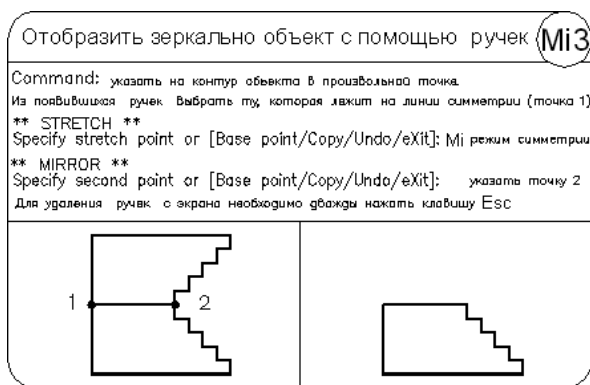 Отобразить зеркально объект с помощью ручек Mi3
Command: указать на контур объекта в произвольной точке.
Из появившихся ручек выбрать ту, которая лежит на линии симметрии (точка 1)
** STRETCH **
Specify stretch point or [Base point/Copy/Undo/eXit]: Mi режим симметрии
** MIRROR **
Specify second point or [Base point/Copy/Undo/eXit]: указать точку 2
Для удаления ручек с экрана необходимо дважды нажать клавишу Esc
1 2